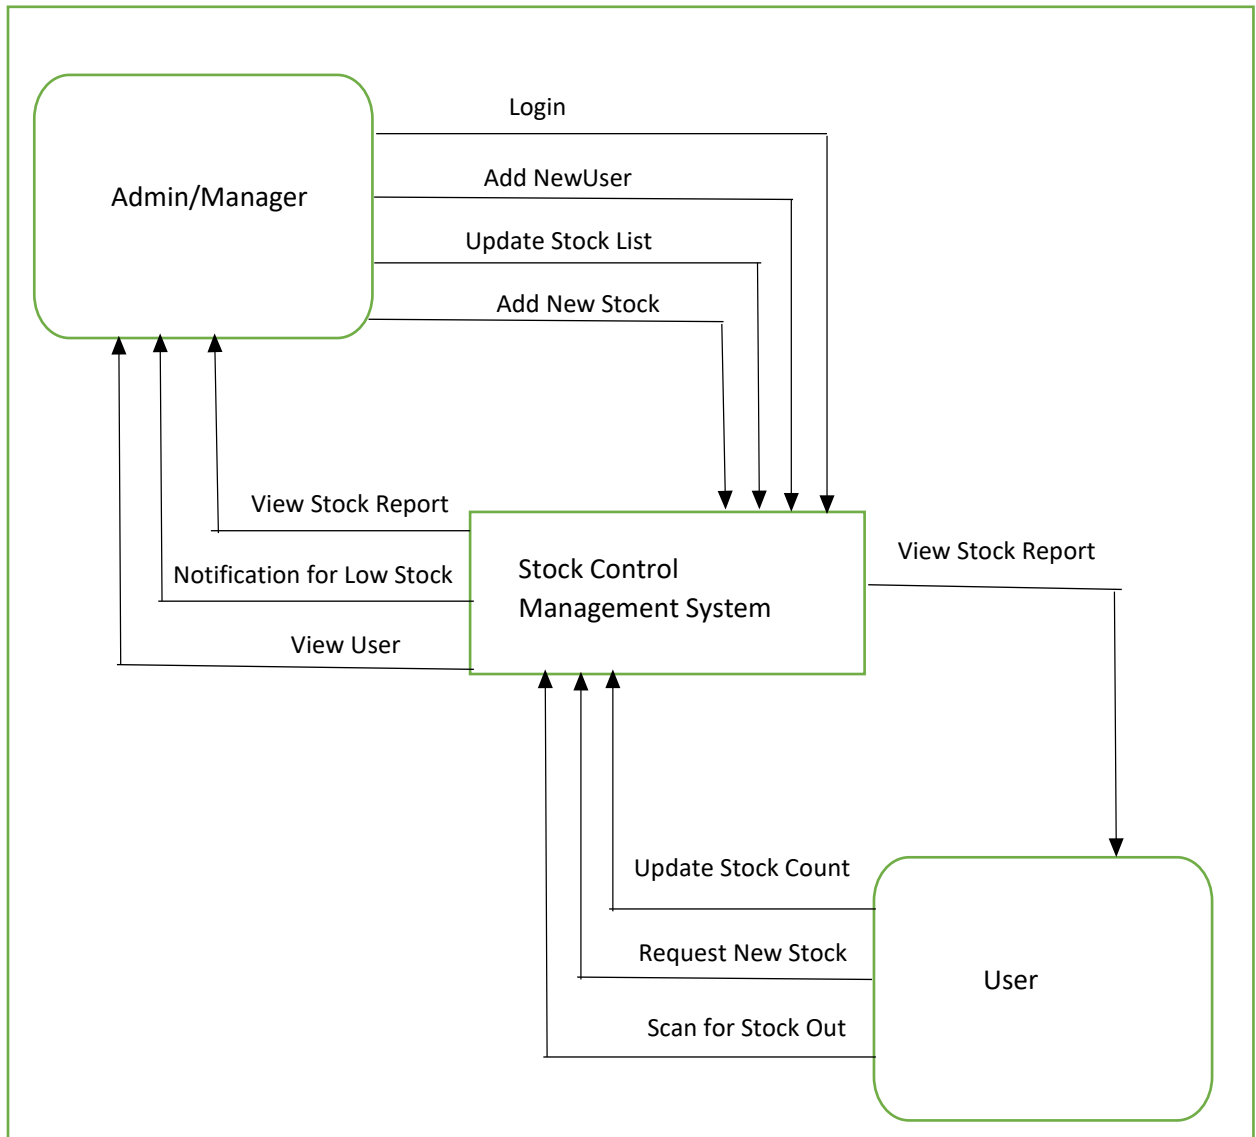 Login
Admin/Manager
Add NewUser
Update Stock List
Add New Stock
View Stock Report
Notification for Low Stock
View User
Stock Control
Management System
View Stock Report
Update Stock Count
Request New Stock
Scan for Stock Out
User